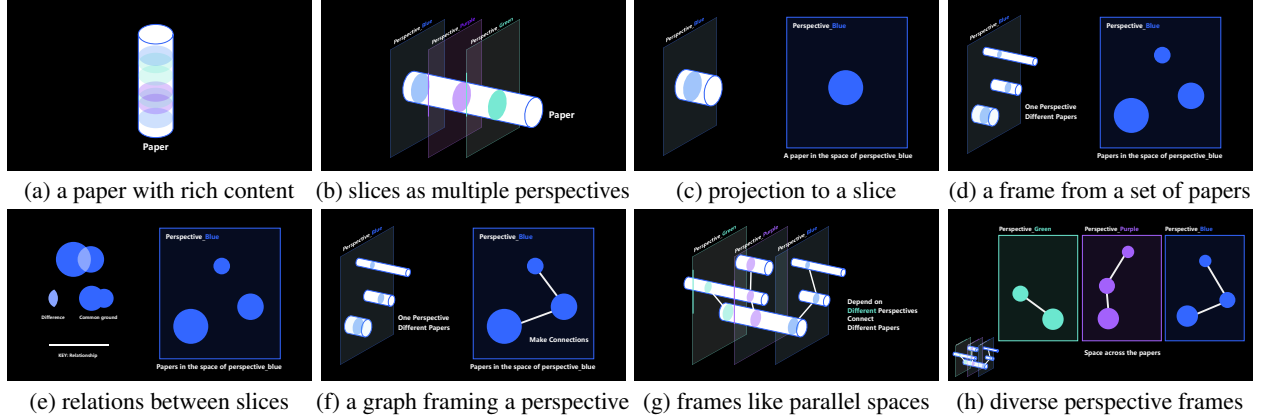 Paper
(a) a paper with rich content
Perspective_Blue
Perspective_Purple
Perspective_Green
Paper
(b) slices as multiple perspectives
Perspective_Blue
Perspective_Blue
A paper in the space of perspective_blue
(c) projection to a slice
Perspective_Blue
One Perspective
Different Papers
Perspective_Blue
Papers in the space of perspective_blue
(d) a frame from a set of papers
Difference
Common ground
KEY: Relationship
Perspective_Blue
Papers in the space of perspective_blue
(e) relations between slices
Perspective_Blue
One Perspective
Different Papers
Perspective_Blue
Make Connections
Papers in the space of perspective_blue
(f) a graph framing a perspective
Perspective_Green
Perspective_Purple
Perspective_Blue
Depend on
Different Perspectives
Connect
Different Papers
(g) frames like parallel spaces
Perspective_Green
Perspective_Purple
Perspective_Blue
Space across the papers
(h) diverse perspective frames